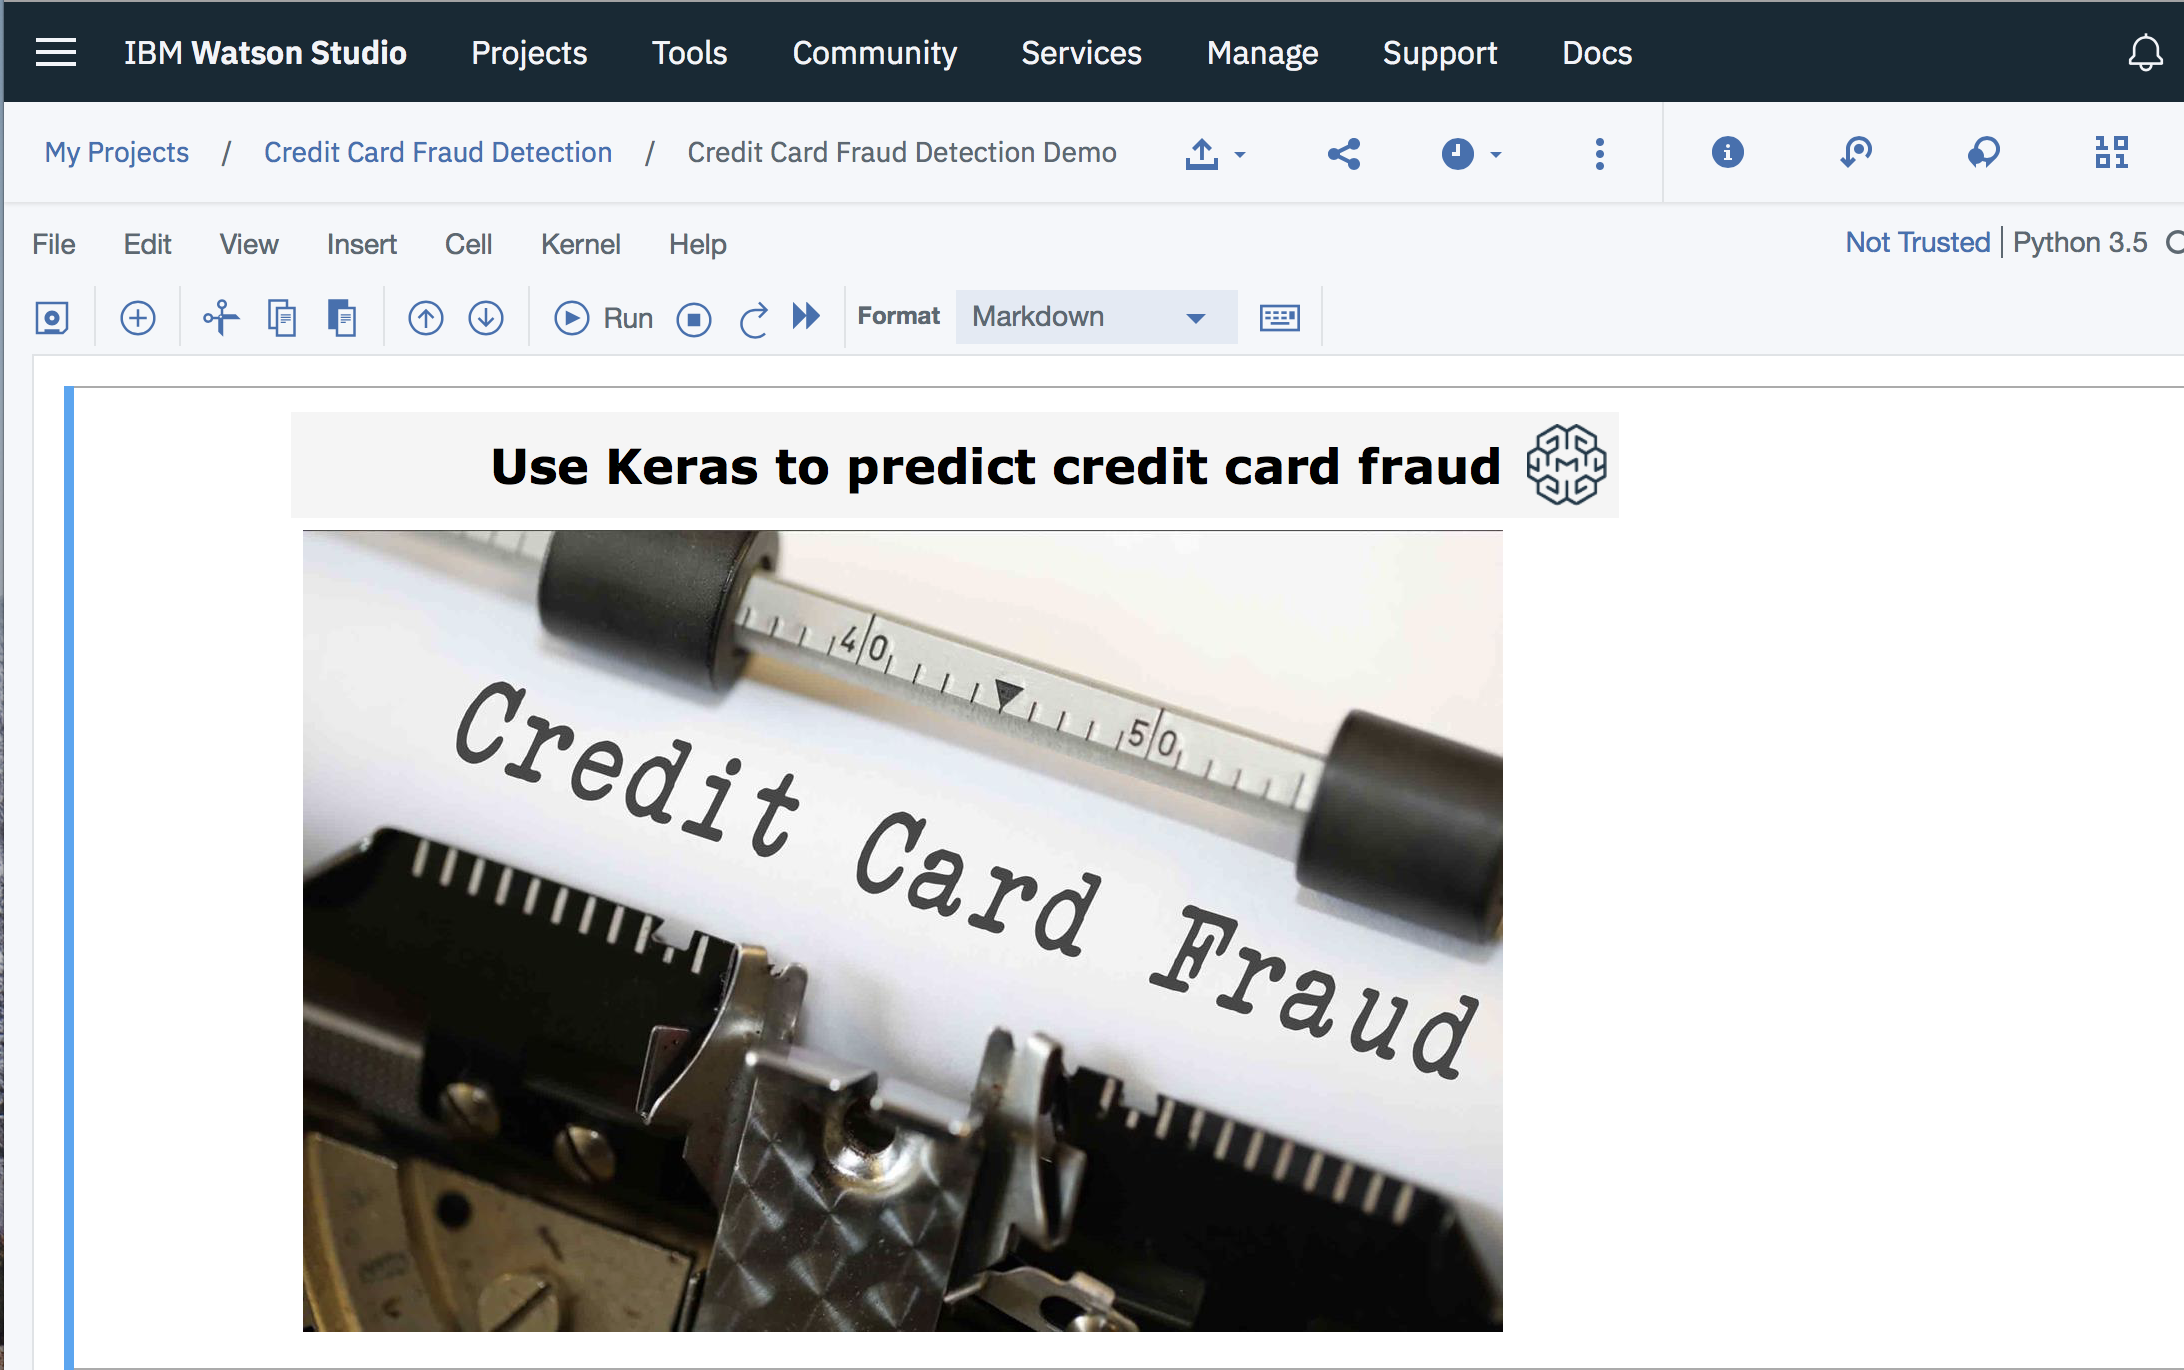 IBM Watson Studio Projects Tools Community Services Manage Support Docs
My Projects / Credit Card Fraud Detection / Credit Card Fraud Detection Demo
File Edit View Insert Cell Kernel Help Not Trusted | Python 3.5
Run Format Markdown
Use Keras to predict credit card fraud
40
50
Credit Card Fraud